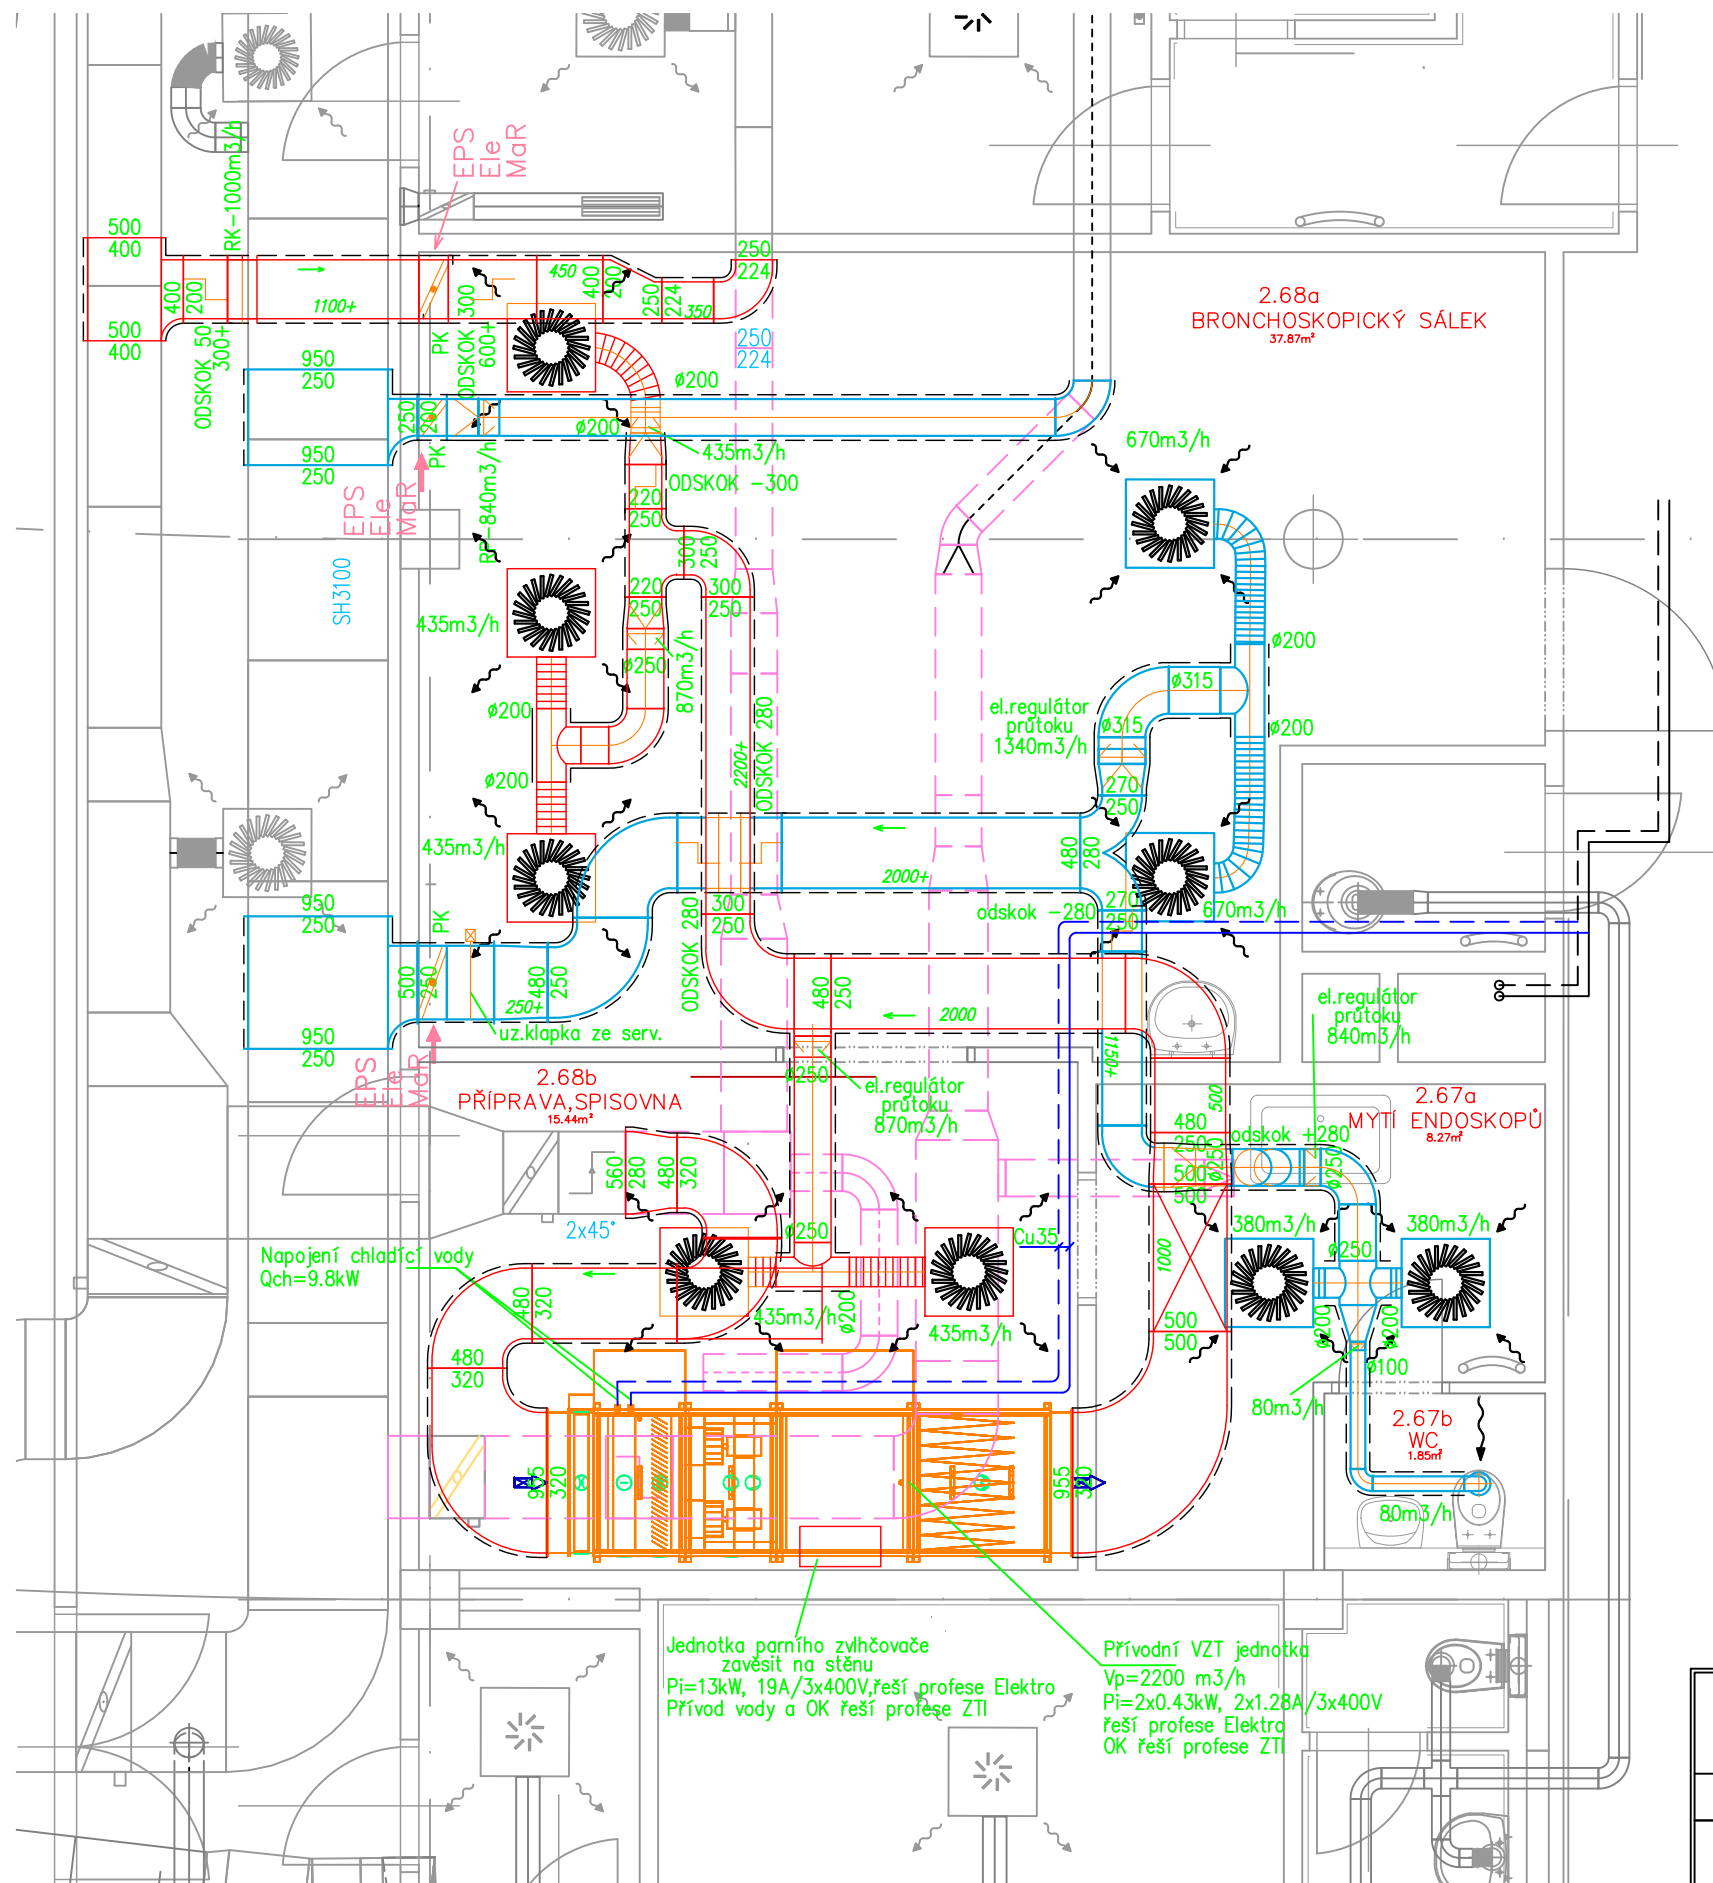 EPS
Ele
MaR
RK-1000m3/h
500
400
250
224
450
400
200
400
200
300
250
224
350
1100+
500
400
ODSKOK 50
300+
PK
ODSKOK
600+
250
224
2.68a
BRONCHOSKOPICKÝ SÁLEK
37.87m²
950
250
ø200
250
200
ø200
435m3/h
ODSKOK -300
670m3/h
950
250
PK
RP-840m3/h
EPS
Ele
MaR
220
250
300
250
SH3100
220
250
300
250
435m3/h
ø250
870m3/h
ø200
ø200
ø315
el.regulátor
průtoku
1340m3/h
ø315
ø200
2200+
ODSKOK 280
ø200
270
250
435m3/h
480
280
2000+
950
250
PK
300
250
ODSKOK 280
odskok -280
270
250
670m3/h
500
250
250+
480
250
480
250
2000
el.regulátor
průtoku
840m3/h
uz.klapka ze serv.
950
250
EPS
Ele
MaR
1150+
2.68b
PŘÍPRAVA,SPISOVNA
15.44m²
ø250
el.regulátor
průtoku
870m3/h
500
2.67a
MYTÍ ENDOSKOPŮ
8.27m²
480
250
odskok +280
ø250
ø250
560
280
480
320
500
500
2x45°
ø250
Cu35
380m3/h
380m3/h
1000
ø250
Napojení chladící vody
Qch=9.8kW
480
320
435m3/h
ø200
435m3/h
500
500
ø200
ø200
480
320
ø100
80m3/h
2.67b
WC
1.85m²
955
320
955
320
80m3/h
Jednotka parního zvlhčovače
zavěsit na stěnu
Pi=13kW, 19A/3x400V,řeší profese Elektro
Přívod vody a OK řeší profese ZTI
Přívodní VZT jednotka
Vp=2200 m3/h
Pi=2x0.43kW, 2x1.28A/3x400V
řeší profese Elektro
OK řeší profese ZTI